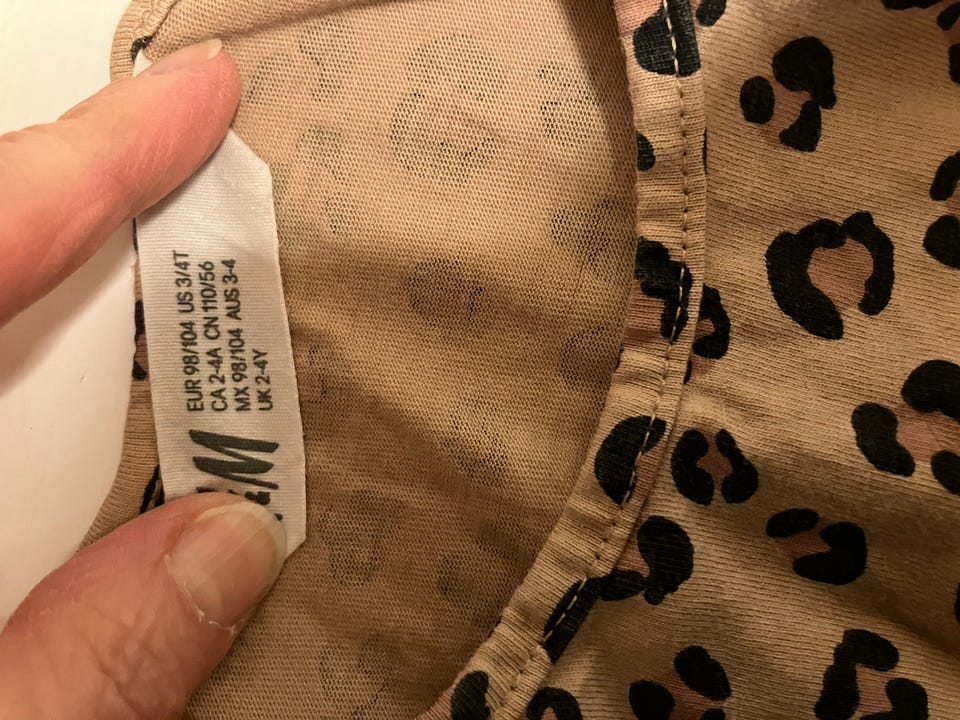 &M
EUR 98/104 US 3/4T
CA 2-4A CN 110/56
MX 98/104 AUS 3-4
UK 2-4Y